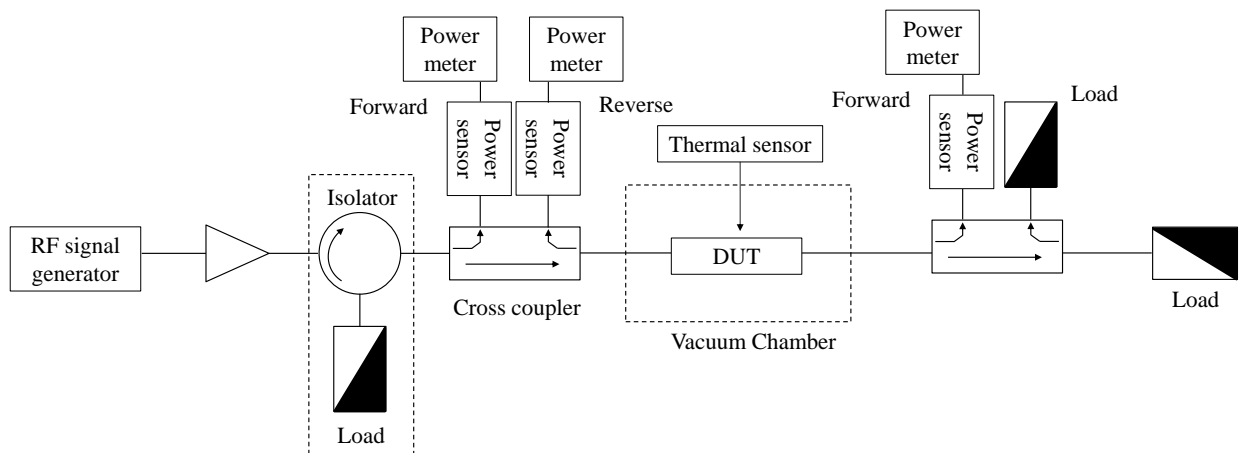 Power
meter
Power
meter
Power
meter
Forward
Reverse
Forward
Load
Power
sensor
Power
sensor
Power
sensor
Thermal sensor
Isolator
RF signal
generator
DUT
Cross coupler
Vacuum Chamber
Load
Load